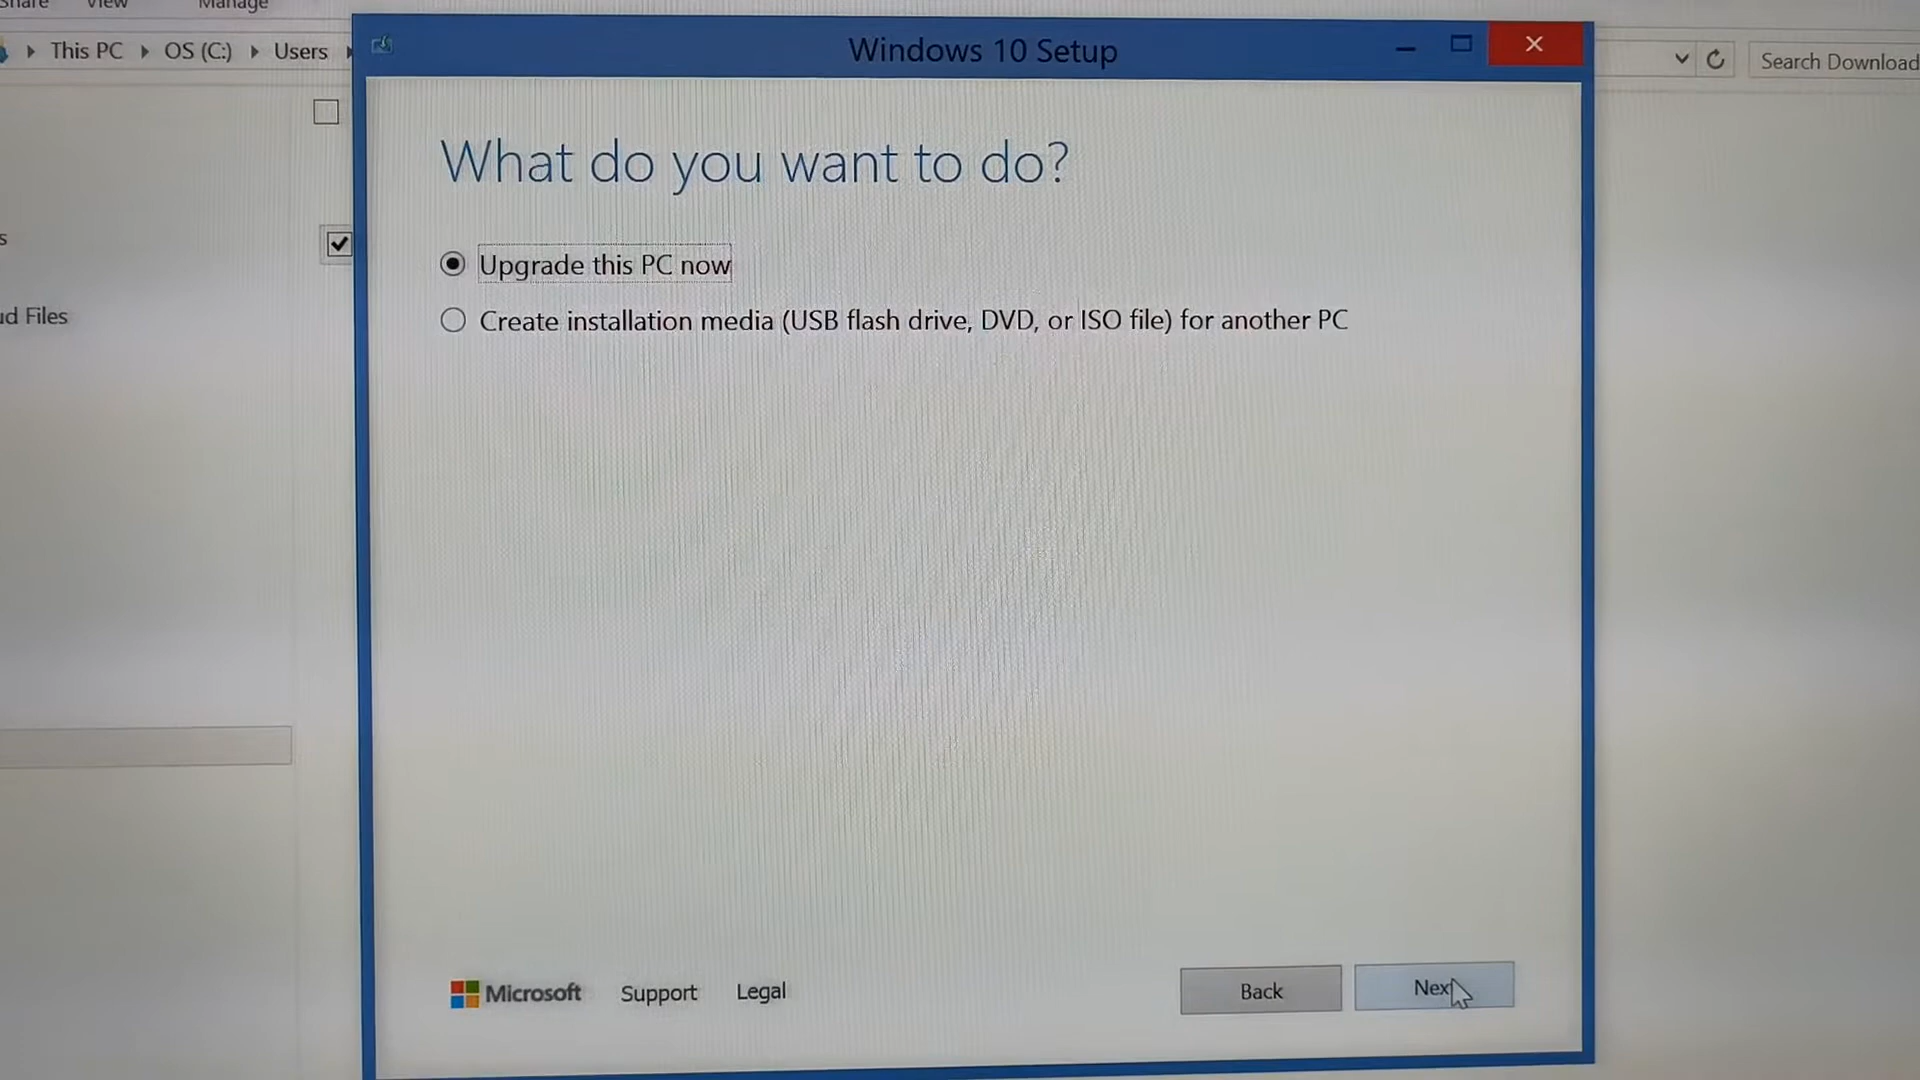 Share View Manage
This PC OS (C:) Users
Search Download
Windows 10 Setup
What do you want to do?
Upgrade this PC now
Create installation media (USB flash drive, DVD, or ISO file) for another PC
Files
Microsoft Support Legal
Back
Next